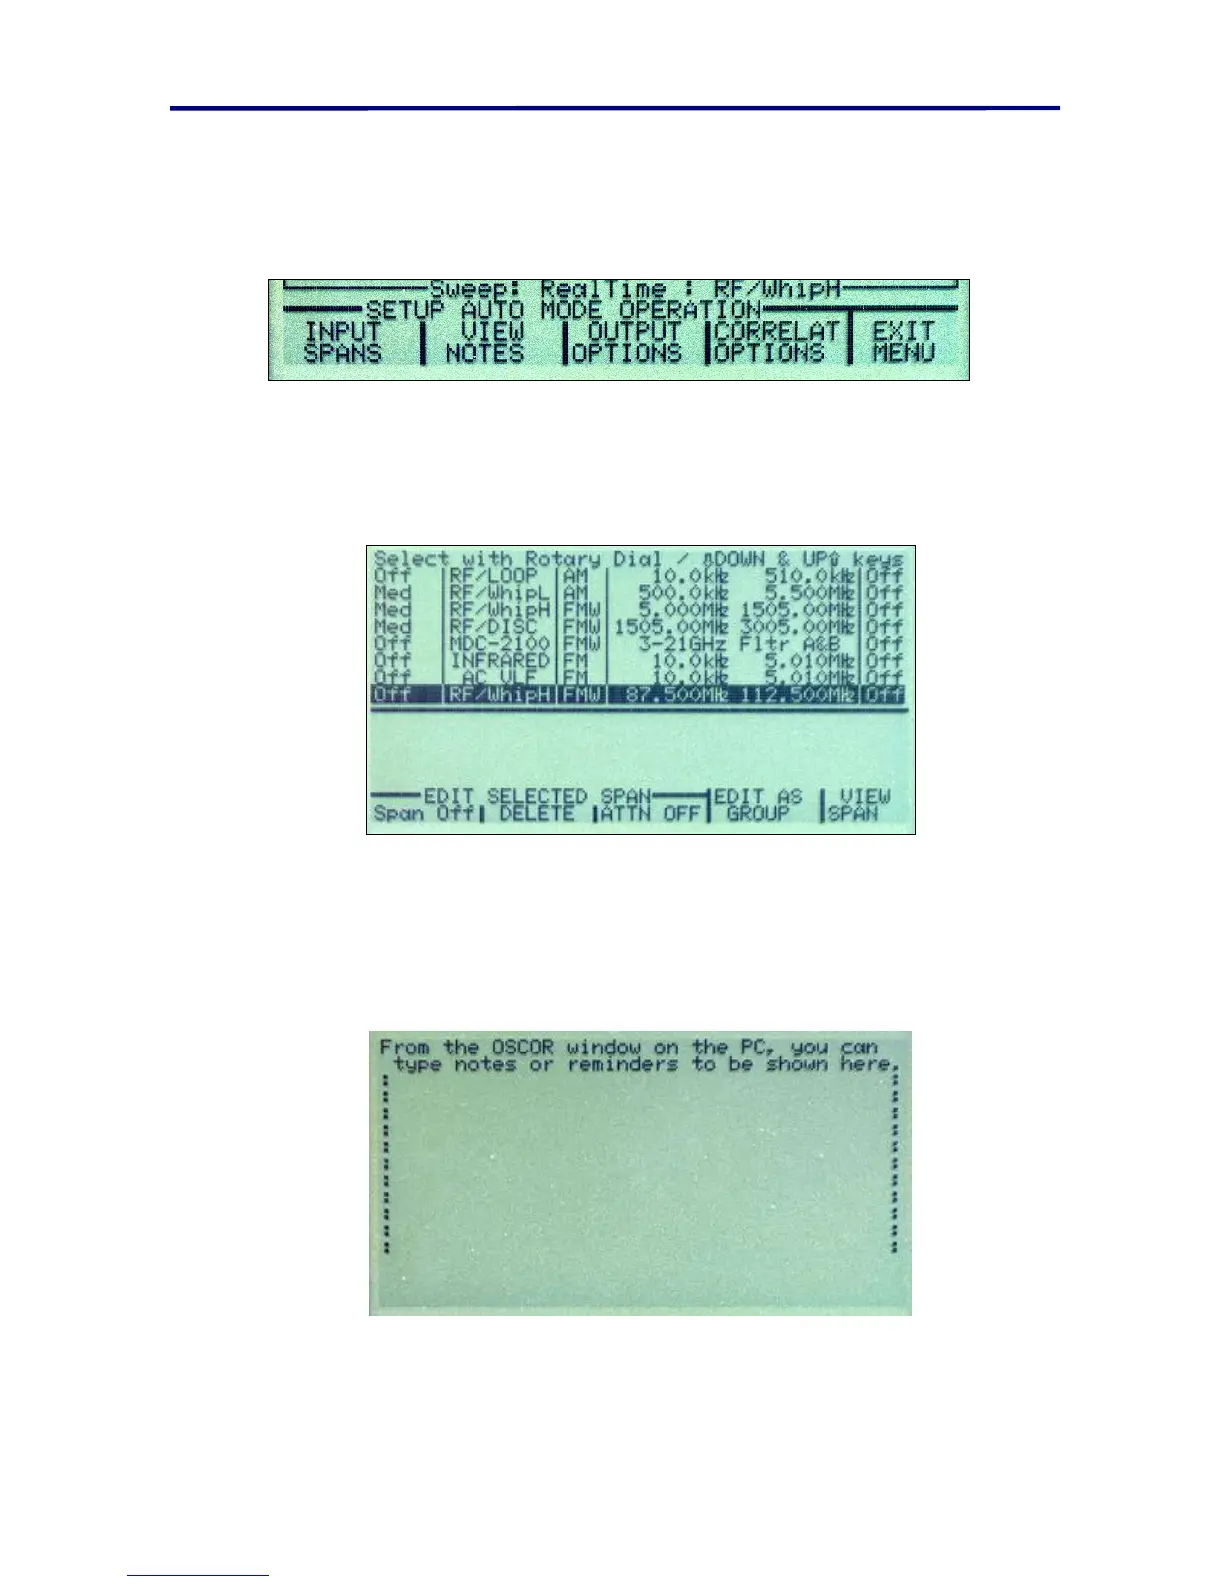 Sweep: RealTime : RF/WhipH
SETUP AUTO MODE OPERATION
INPUT SPANS | VIEW NOTES | OUTPUT OPTIONS | CORRELAT OPTIONS | EXIT MENU
Select with Rotary Dial / ⇩DOWN & UP⇧ keys
Off |RF/LOOP |AM | 10.0kHz 510.0kHz|Off
Med |RF/WhipL|AM | 500.0kHz 5.500MHz|Off
Med |RF/WhipH|FMW| 5.000MHz 1505.00MHz|Off
Med |RF/DISC |FMW|1505.00MHz 3005.00MHz|Off
Off |MDC-2100|FMW| 3-21GHz Fltr A&B |Off
Off |INFRARED|FM | 10.0kHz 5.010MHz|Off
Off | AC VLF |FM | 10.0kHz 5.010MHz|Off
Off |RF/WhipH|FMW| 87.500MHz 112.500MHz|Off
EDIT SELECTED SPAN |EDIT AS | VIEW
Span Off| DELETE |ATTN OFF| GROUP |SPAN
From the OSCOR window on the PC, you can
type notes or reminders to be shown here.